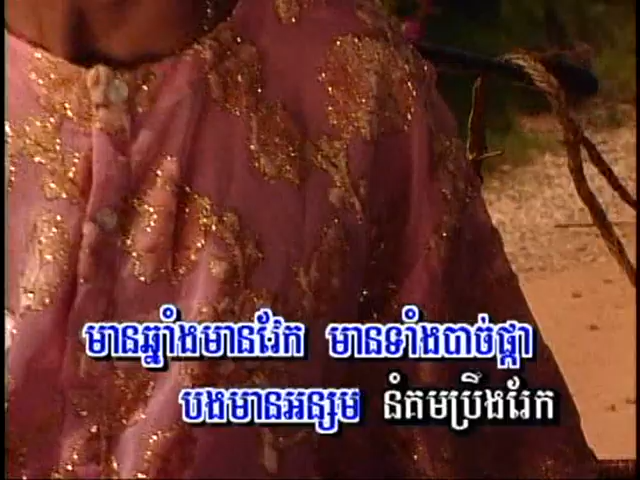 មានឆ្នាំងមានវែក មានទាំងបាច់ផ្កា
បងមានអន្សម នំគមប្រឹងរែក